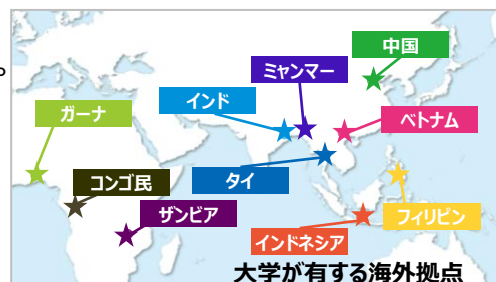 。
中国
ミャンマー
インド
ガーナ
ベトナム
コンゴ民
タイ
ザンビア
フィリピン
インドネシア
大学が有する海外拠点